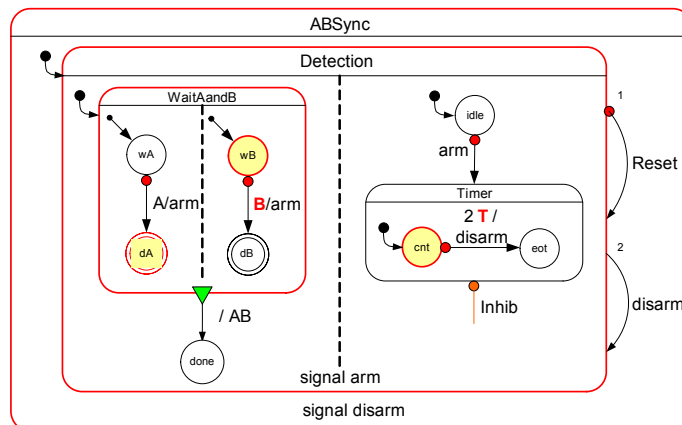 ABSync
Detection
WaitAandB
wA
wB
A/arm
B/arm
dA
dB
/ AB
done
idle
arm
Timer
2 T /
disarm
cnt
eot
Inhib
1
Reset
2
disarm
signal arm
signal disarm